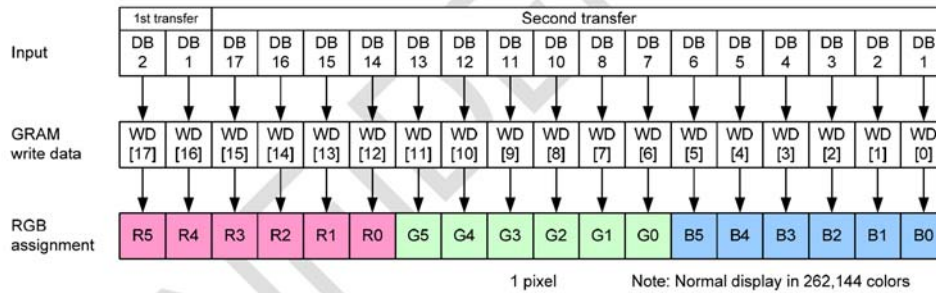 1st transfer Second transfer
Input DB 2 DB 1 DB 17 DB 16 DB 15 DB 14 DB 13 DB 12 DB 11 DB 10 DB 8 DB 7 DB 6 DB 5 DB 4 DB 3 DB 2 DB 1
GRAM write data WD [17] WD [16] WD [15] WD [14] WD [13] WD [12] WD [11] WD [10] WD [9] WD [8] WD [7] WD [6] WD [5] WD [4] WD [3] WD [2] WD [1] WD [0]
RGB assignment R5 R4 R3 R2 R1 R0 G5 G4 G3 G2 G1 G0 B5 B4 B3 B2 B1 B0
1 pixel Note: Normal display in 262,144 colors